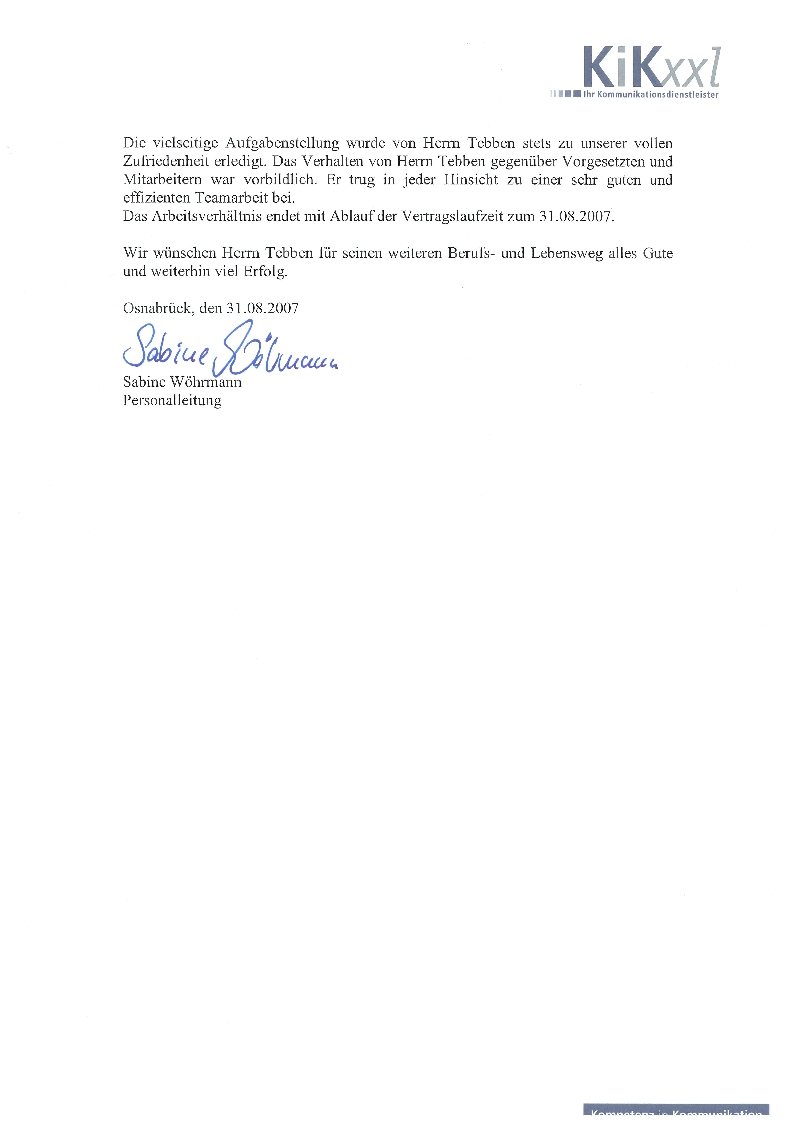 KiKxxl
Ihr Kommunikationsdienstleister
Die vielseitige Aufgabenstellung wurde von Herrn Tebben stets zu unserer vollen
Zufriedenheit erledigt. Das Verhalten von Herrn Tebben gegenüber Vorgesetzten und
Mitarbeitern war vorbildlich. Er trug in jeder Hinsicht zu einer sehr guten und
effizienten Teamarbeit bei.
Das Arbeitsverhältnis endet mit Ablauf der Vertragslaufzeit zum 31.08.2007.
Wir wünschen Herrn Tebben für seinen weiteren Berufs- und Lebensweg alles Gute
und weiterhin viel Erfolg.
Osnabrück, den 31.08.2007
Sabine Wöhrmann
Sabine Wöhrmann
Personalleitung
Kompetenz in Kommunikation